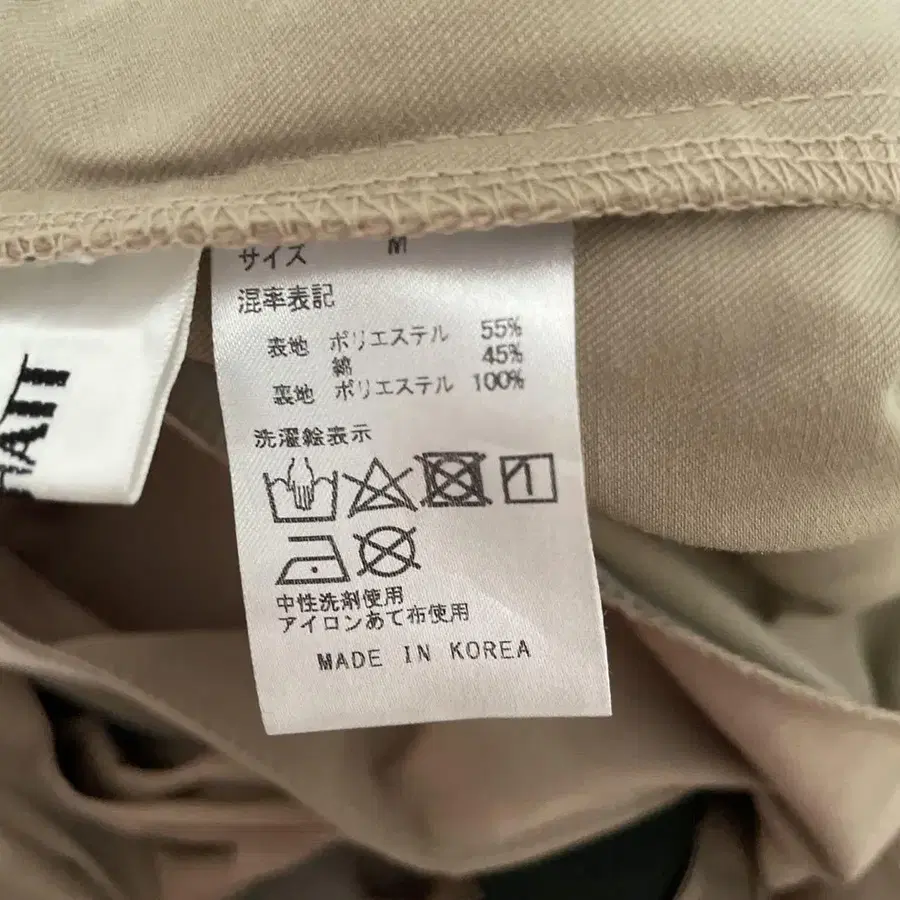 サイズ M
混率表記
表地 ポリエステル 55%
綿 45%
裏地 ポリエステル 100%
洗濯絵表示
中性洗剤使用
アイロンあて布使用
MADE IN KOREA